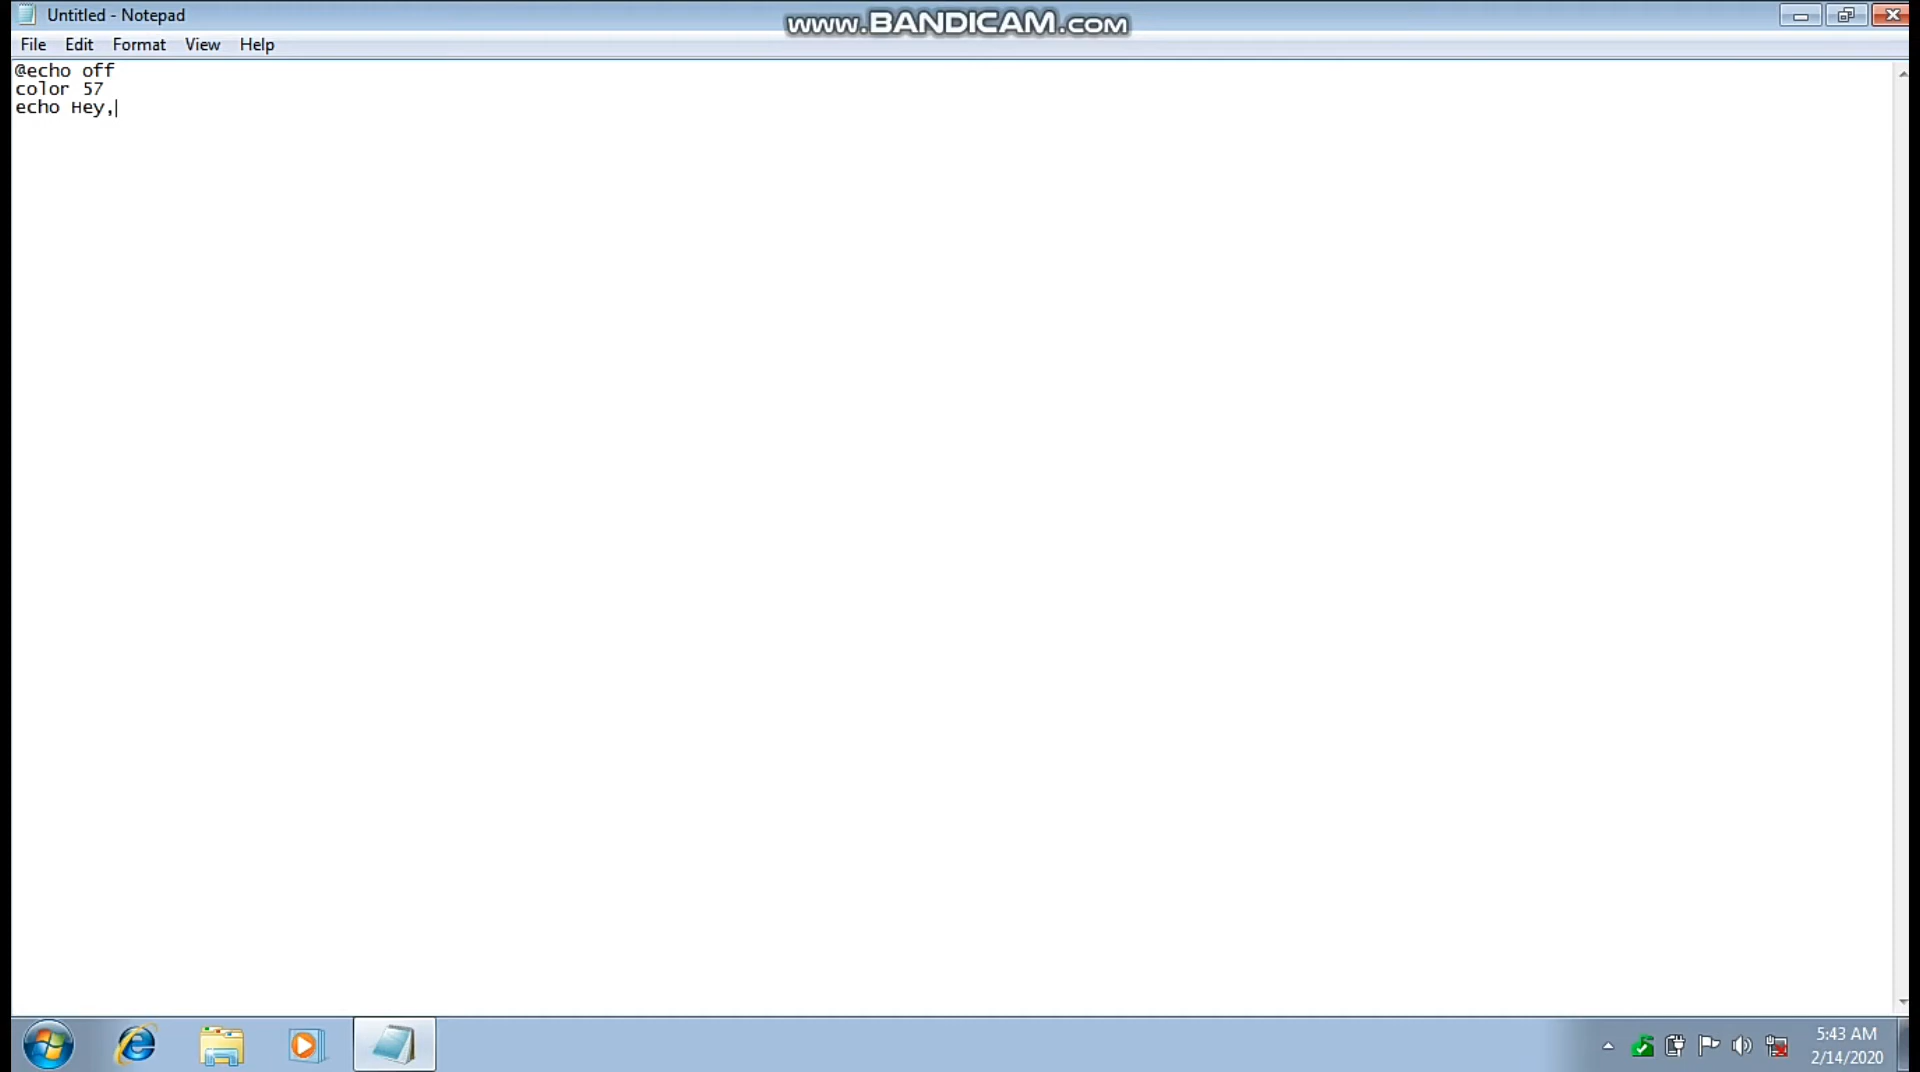 Untitled - Notepad
www.BANDICAM.com
File Edit Format View Help
@echo off
color 57
echo Hey,
5:43 AM
2/14/2020